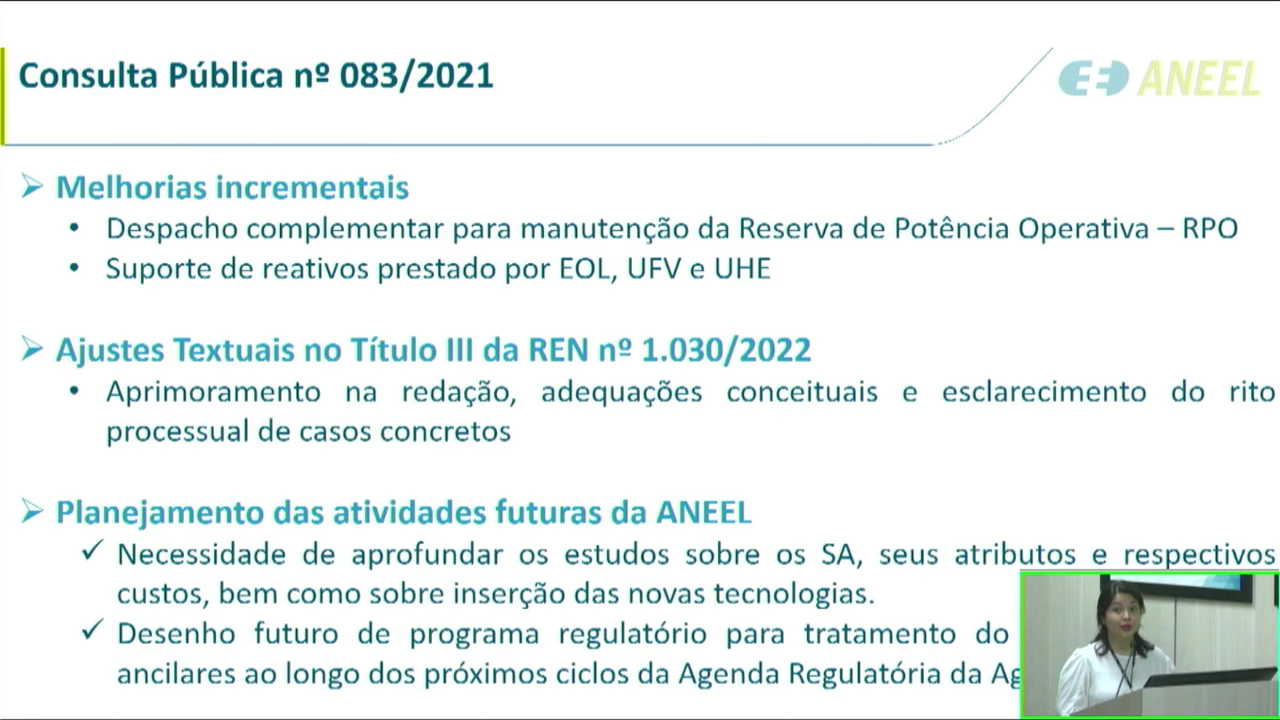 Consulta Pública nº 083/2021
ANEEL
Melhorias incrementais
Despacho complementar para manutenção da Reserva de Potência Operativa – RPO
Suporte de reativos prestado por EOL, UFV e UHE
Ajustes Textuais no Título III da REN nº 1.030/2022
Aprimoramento na redação, adequações conceituais e esclarecimento do rito
processual de casos concretos
Planejamento das atividades futuras da ANEEL
Necessidade de aprofundar os estudos sobre os SA, seus atributos e respectivos
custos, bem como sobre inserção das novas tecnologias.
Desenho futuro de programa regulatório para tratamento do
ancilares ao longo dos próximos ciclos da Agenda Regulatória da